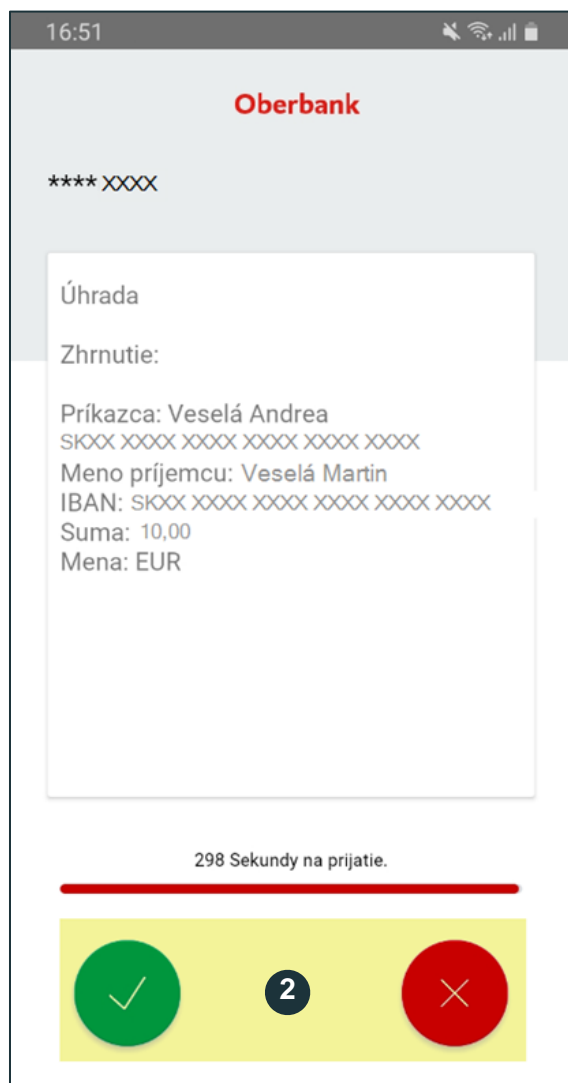 16:51
Oberbank
**** XXXX
Úhrada
Zhrnutie:
Príkazca: Veselá Andrea
SKXX XXXX XXXX XXXX XXXX XXXX
Meno príjemcu: Veselá Martin
IBAN: SKXX XXXX XXXX XXXX XXXX XXXX
Suma: 10,00
Mena: EUR
298 Sekundy na prijatie.
2